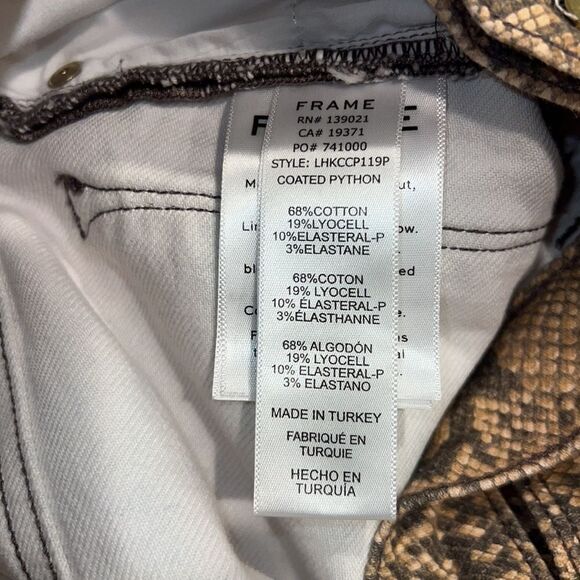 FRAME
RN# 139021
CA# 19371
PO# 741000
STYLE: LHKCCP119P
COATED PYTHON
68%COTTON
19%LYOCELL
10%ELASTERAL-P
3%ELASTANE
68%COTON
19% LYOCELL
10% ÉLASTERAL-P
3%ÉLASTHANNE
68% ALGODÓN
19% LYOCELL
10% ELASTERAL-P
3% ELASTANO
MADE IN TURKEY
FABRIQUÉ EN
TURQUIE
HECHO EN
TURQUÍA